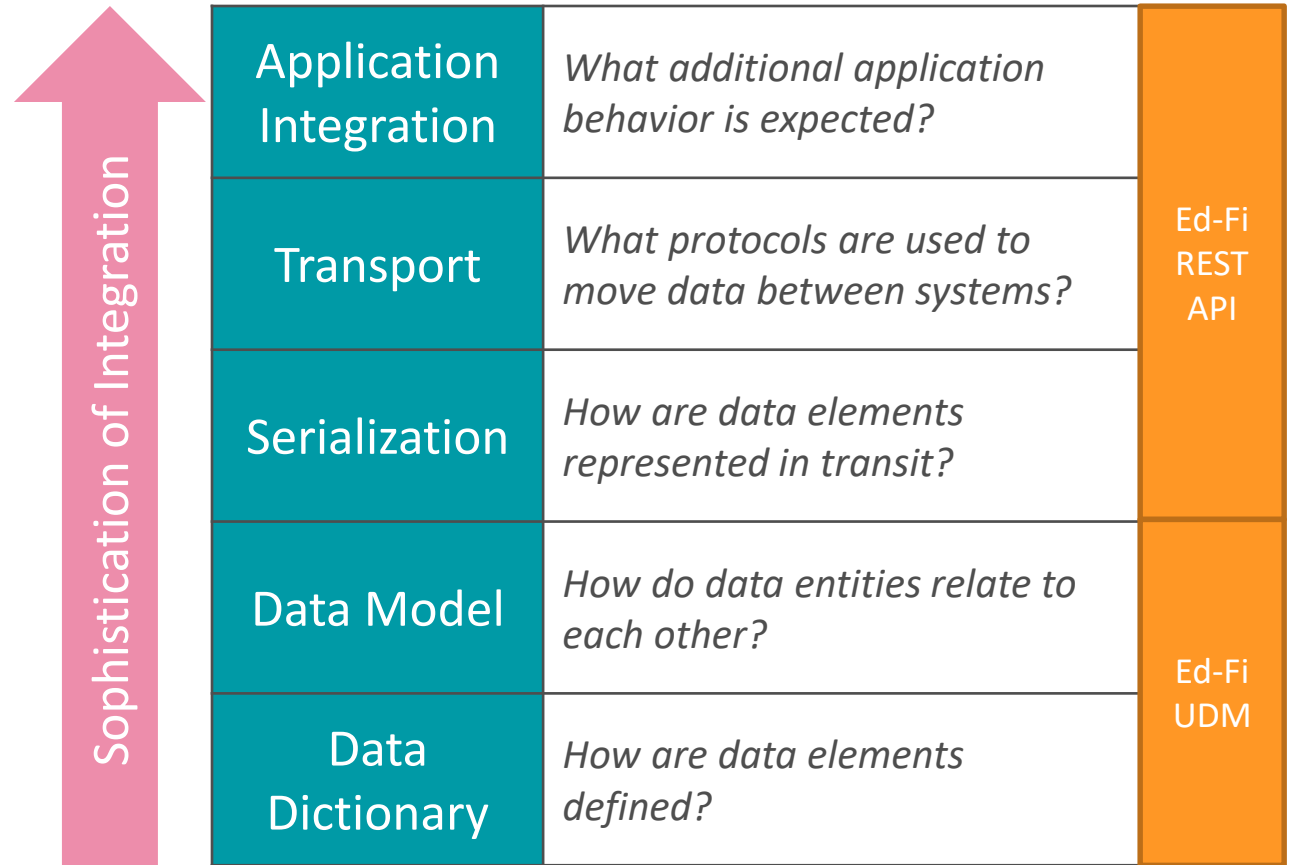 Sophistication of Integration
Application
Integration
What additional application
behavior is expected?
Transport
What protocols are used to
move data between systems?
Serialization
How are data elements
represented in transit?
Ed-Fi
REST
API
Data Model
How do data entities relate to
each other?
Data
Dictionary
How are data elements
defined?
Ed-Fi
UDM